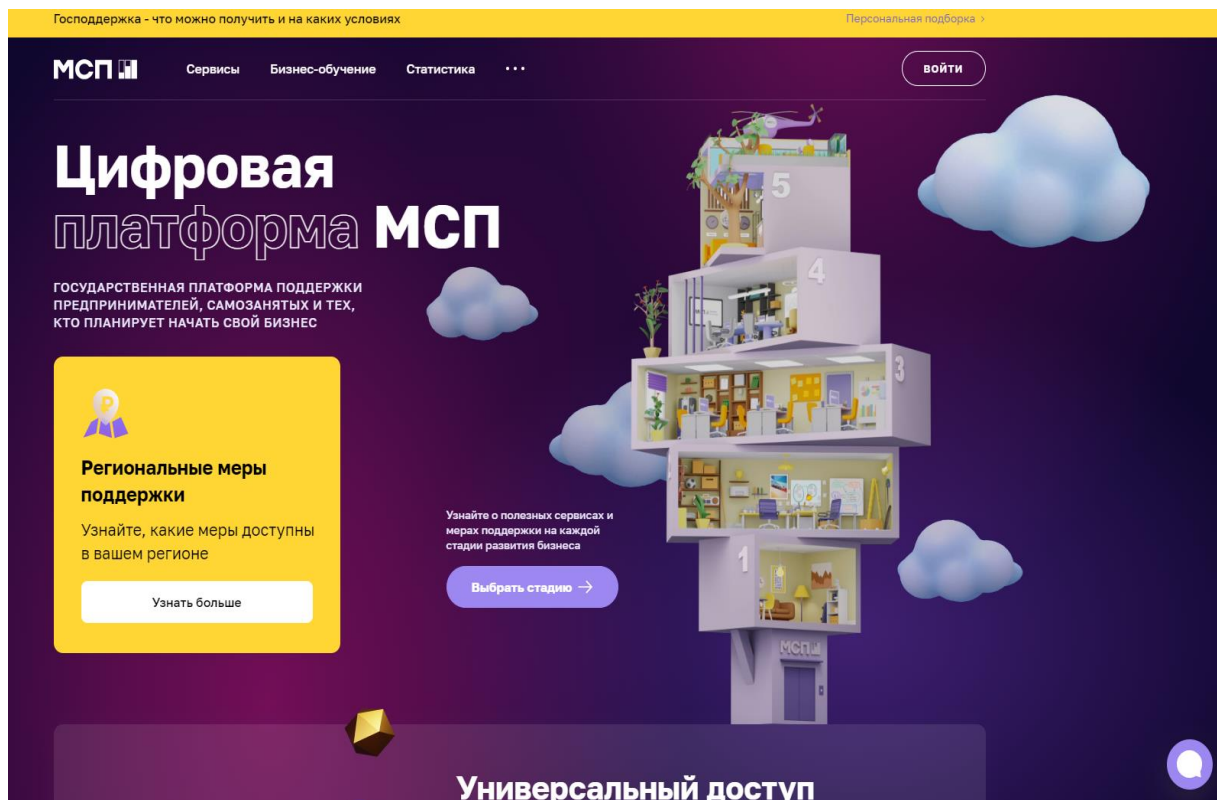 Господдержка - что можно получить и на каких условиях
Персональная подборка ›
МСП
Сервисы
Бизнес-обучение
Статистика
ВОЙТИ
Цифровая
платформа МСП
ГОСУДАРСТВЕННАЯ ПЛАТФОРМА ПОДДЕРЖКИ
ПРЕДПРИНИМАТЕЛЕЙ, САМОЗАНЯТЫХ И ТЕХ,
КТО ПЛАНИРУЕТ НАЧАТЬ СВОЙ БИЗНЕС
Региональные меры
поддержки
Узнайте, какие меры доступны
в вашем регионе
Узнать больше
Узнайте о полезных сервисах и
мерах поддержки на каждой
стадии развития бизнеса
Выбрать стадию →
5
4
3
1
МСП
Универсальный доступ